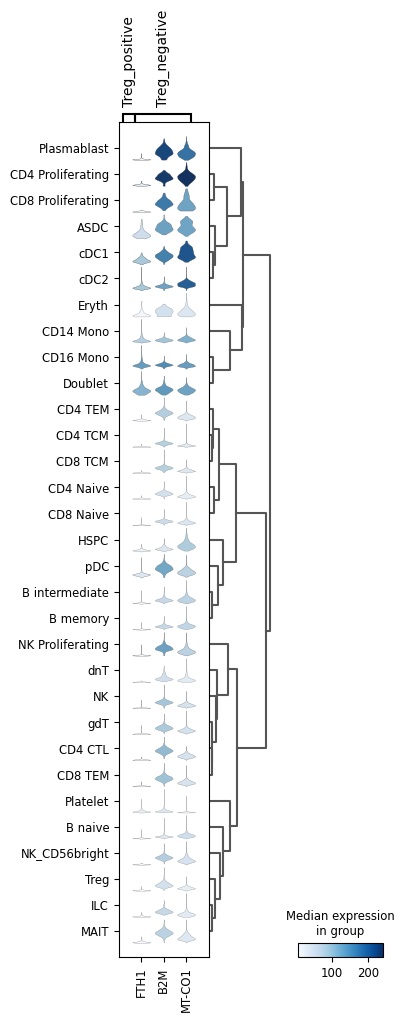 Treg_positive
Treg_negative
Plasmablast
CD4 Proliferating
CD8 Proliferating
ASDC
cDC1
cDC2
Eryth
CD14 Mono
CD16 Mono
Doublet
CD4 TEM
CD4 TCM
CD8 TCM
CD4 Naive
CD8 Naive
HSPC
pDC
B intermediate
B memory
NK Proliferating
dnT
NK
gdT
CD4 CTL
CD8 TEM
Platelet
B naive
NK_CD56bright
Treg
ILC
MAIT
FTH1
B2M
MT-CO1
Median expression
in group
100 200